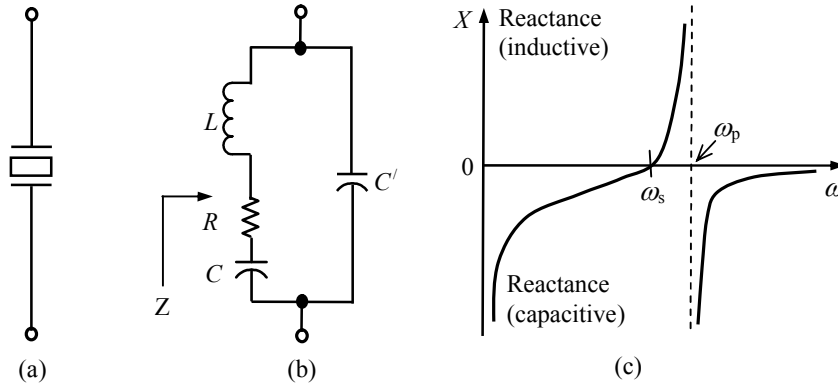 (a)
L
R
C
C/
Z
(b)
X
Reactance
(inductive)
0
ωs
ωp
ω
Reactance
(capacitive)
(c)